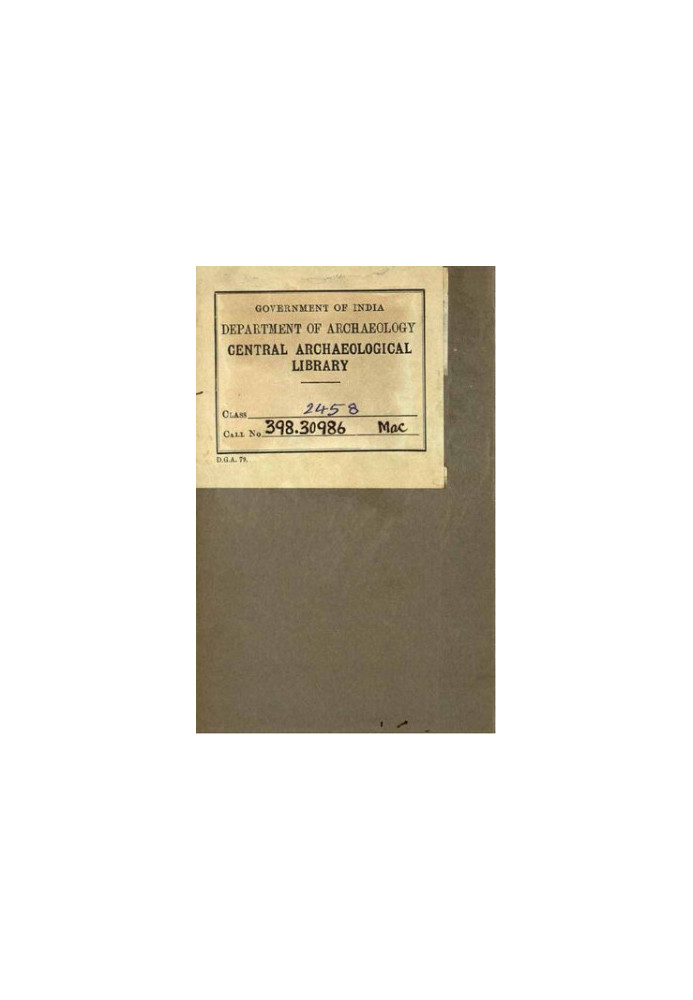 GOVERNMENT OF INDIA
DEPARTMENT OF ARCHAEOLOGY
CENTRAL ARCHAEOLOGICAL
LIBRARY
CLASS 2458
CALL No. 398.30986 Mac
D.G.A. 79.